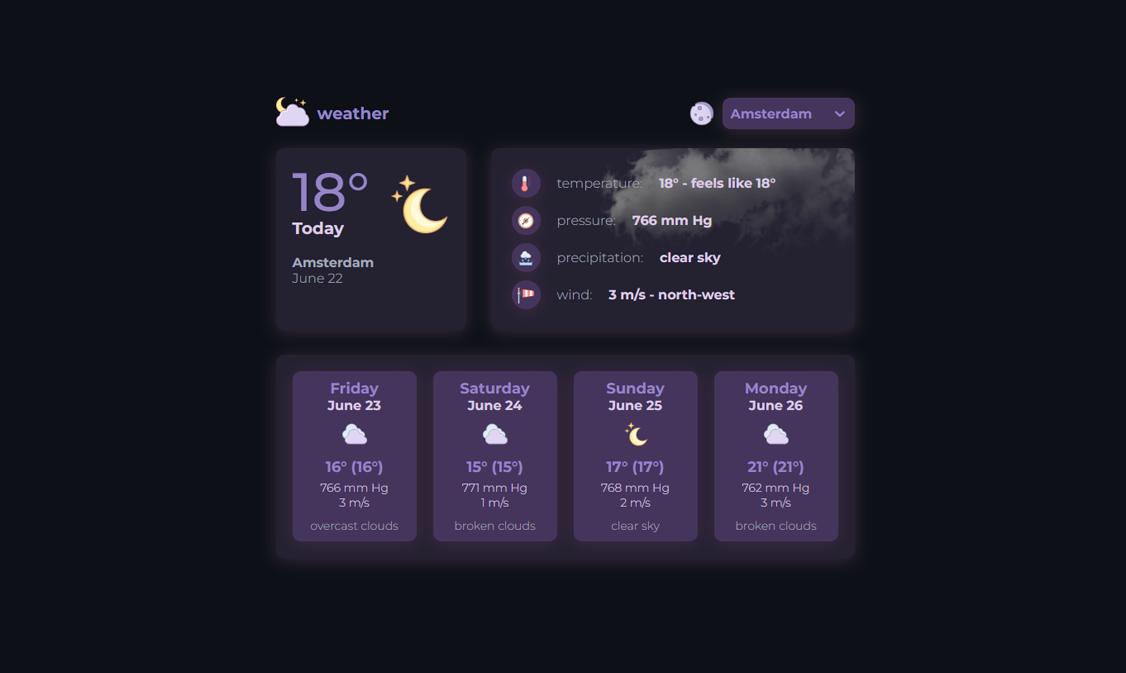 weather
Amsterdam
18°
Today
Amsterdam
June 22
temperature: 18° - feels like 18°
pressure: 766 mm Hg
precipitation: clear sky
wind: 3 m/s - north-west
Friday
June 23
16° (16°)
766 mm Hg
3 m/s
overcast clouds
Saturday
June 24
15° (15°)
771 mm Hg
1 m/s
broken clouds
Sunday
June 25
17° (17°)
768 mm Hg
2 m/s
clear sky
Monday
June 26
21° (21°)
762 mm Hg
3 m/s
broken clouds